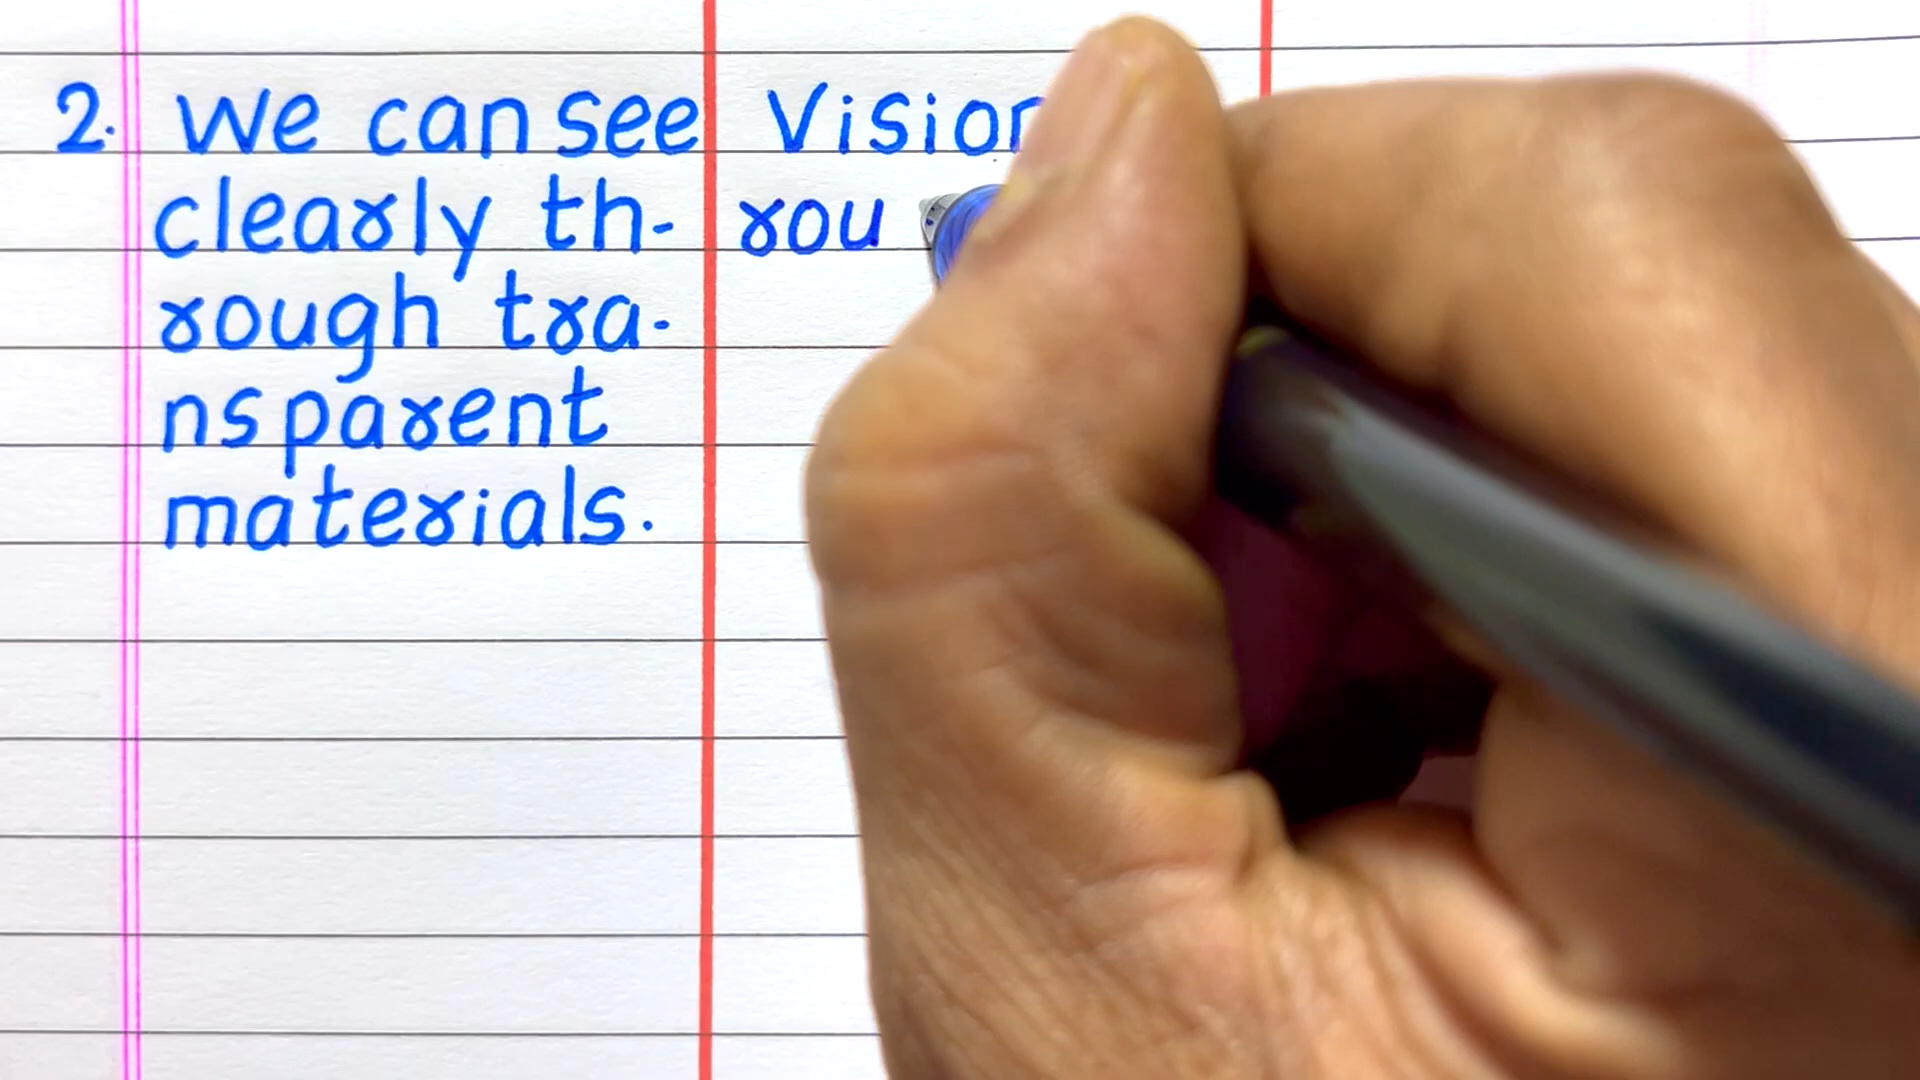 2. We can see
clearly th-
rough tra-
nsparent
materials.
Vision
rou